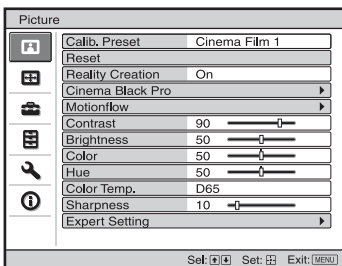 Picture
Calib. Preset Cinema Film 1
Reset
Reality Creation On
Cinema Black Pro
Motionflow
Contrast 90
Brightness 50
Color 50
Hue 50
Color Temp. D65
Sharpness 10
Expert Setting
Sel: Set: Exit: MENU